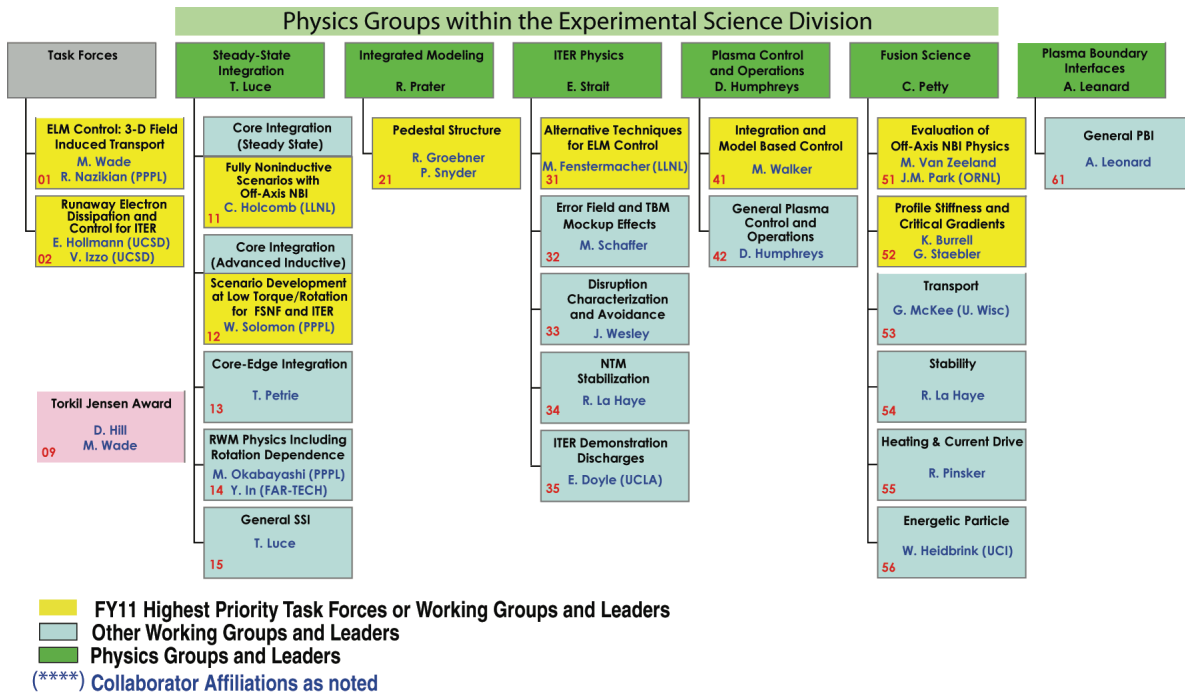 Physics Groups within the Experimental Science Division
Task Forces
ELM Control: 3-D Field
Induced Transport
M. Wade
R. Nazikian (PPPL)
01
Runaway Electron
Dissipation and
Control for ITER
E. Hollmann (UCSD)
V. Izzo (UCSD)
02
Torkil Jensen Award
D. Hill
M. Wade
09
Steady-State
Integration
T. Luce
Core Integration
(Steady State)
Fully Noninductive
Scenarios with
Off-Axis NBI
C. Holcomb (LLNL)
11
Core Integration
(Advanced Inductive)
Scenario Development
at Low Torque/Rotation
for FSNF and ITER
W. Solomon (PPPL)
12
Core-Edge Integration
T. Petrie
13
RWM Physics Including
Rotation Dependence
M. Okabayashi (PPPL)
14 Y. In (FAR-TECH)
General SSI
T. Luce
15
Integrated Modeling
R. Prater
Pedestal Structure
R. Groebner
P. Snyder
21
ITER Physics
E. Strait
Alternative Techniques
for ELM Control
M. Fenstermacher (LLNL)
31
Error Field and TBM
Mockup Effects
M. Schaffer
32
Disruption
Characterization
and Avoidance
J. Wesley
33
NTM
Stabilization
R. La Haye
34
ITER Demonstration
Discharges
E. Doyle (UCLA)
35
Plasma Control
and Operations
D. Humphreys
Integration and
Model Based Control
M. Walker
41
General Plasma
Control and
Operations
D. Humphreys
42
Fusion Science
C. Petty
Evaluation of
Off-Axis NBI Physics
M. Van Zeeland
J.M. Park (ORNL)
51
Profile Stiffness and
Critical Gradients
K. Burrell
G. Staebler
52
Transport
G. McKee (U. Wisc)
53
Stability
R. La Haye
54
Heating & Current Drive
R. Pinsker
55
Energetic Particle
W. Heidbrink (UCI)
56
Plasma Boundary
Interfaces
A. Leanard
General PBI
A. Leonard
61
FY11 Highest Priority Task Forces or Working Groups and Leaders
Other Working Groups and Leaders
Physics Groups and Leaders
(****) Collaborator Affiliations as noted